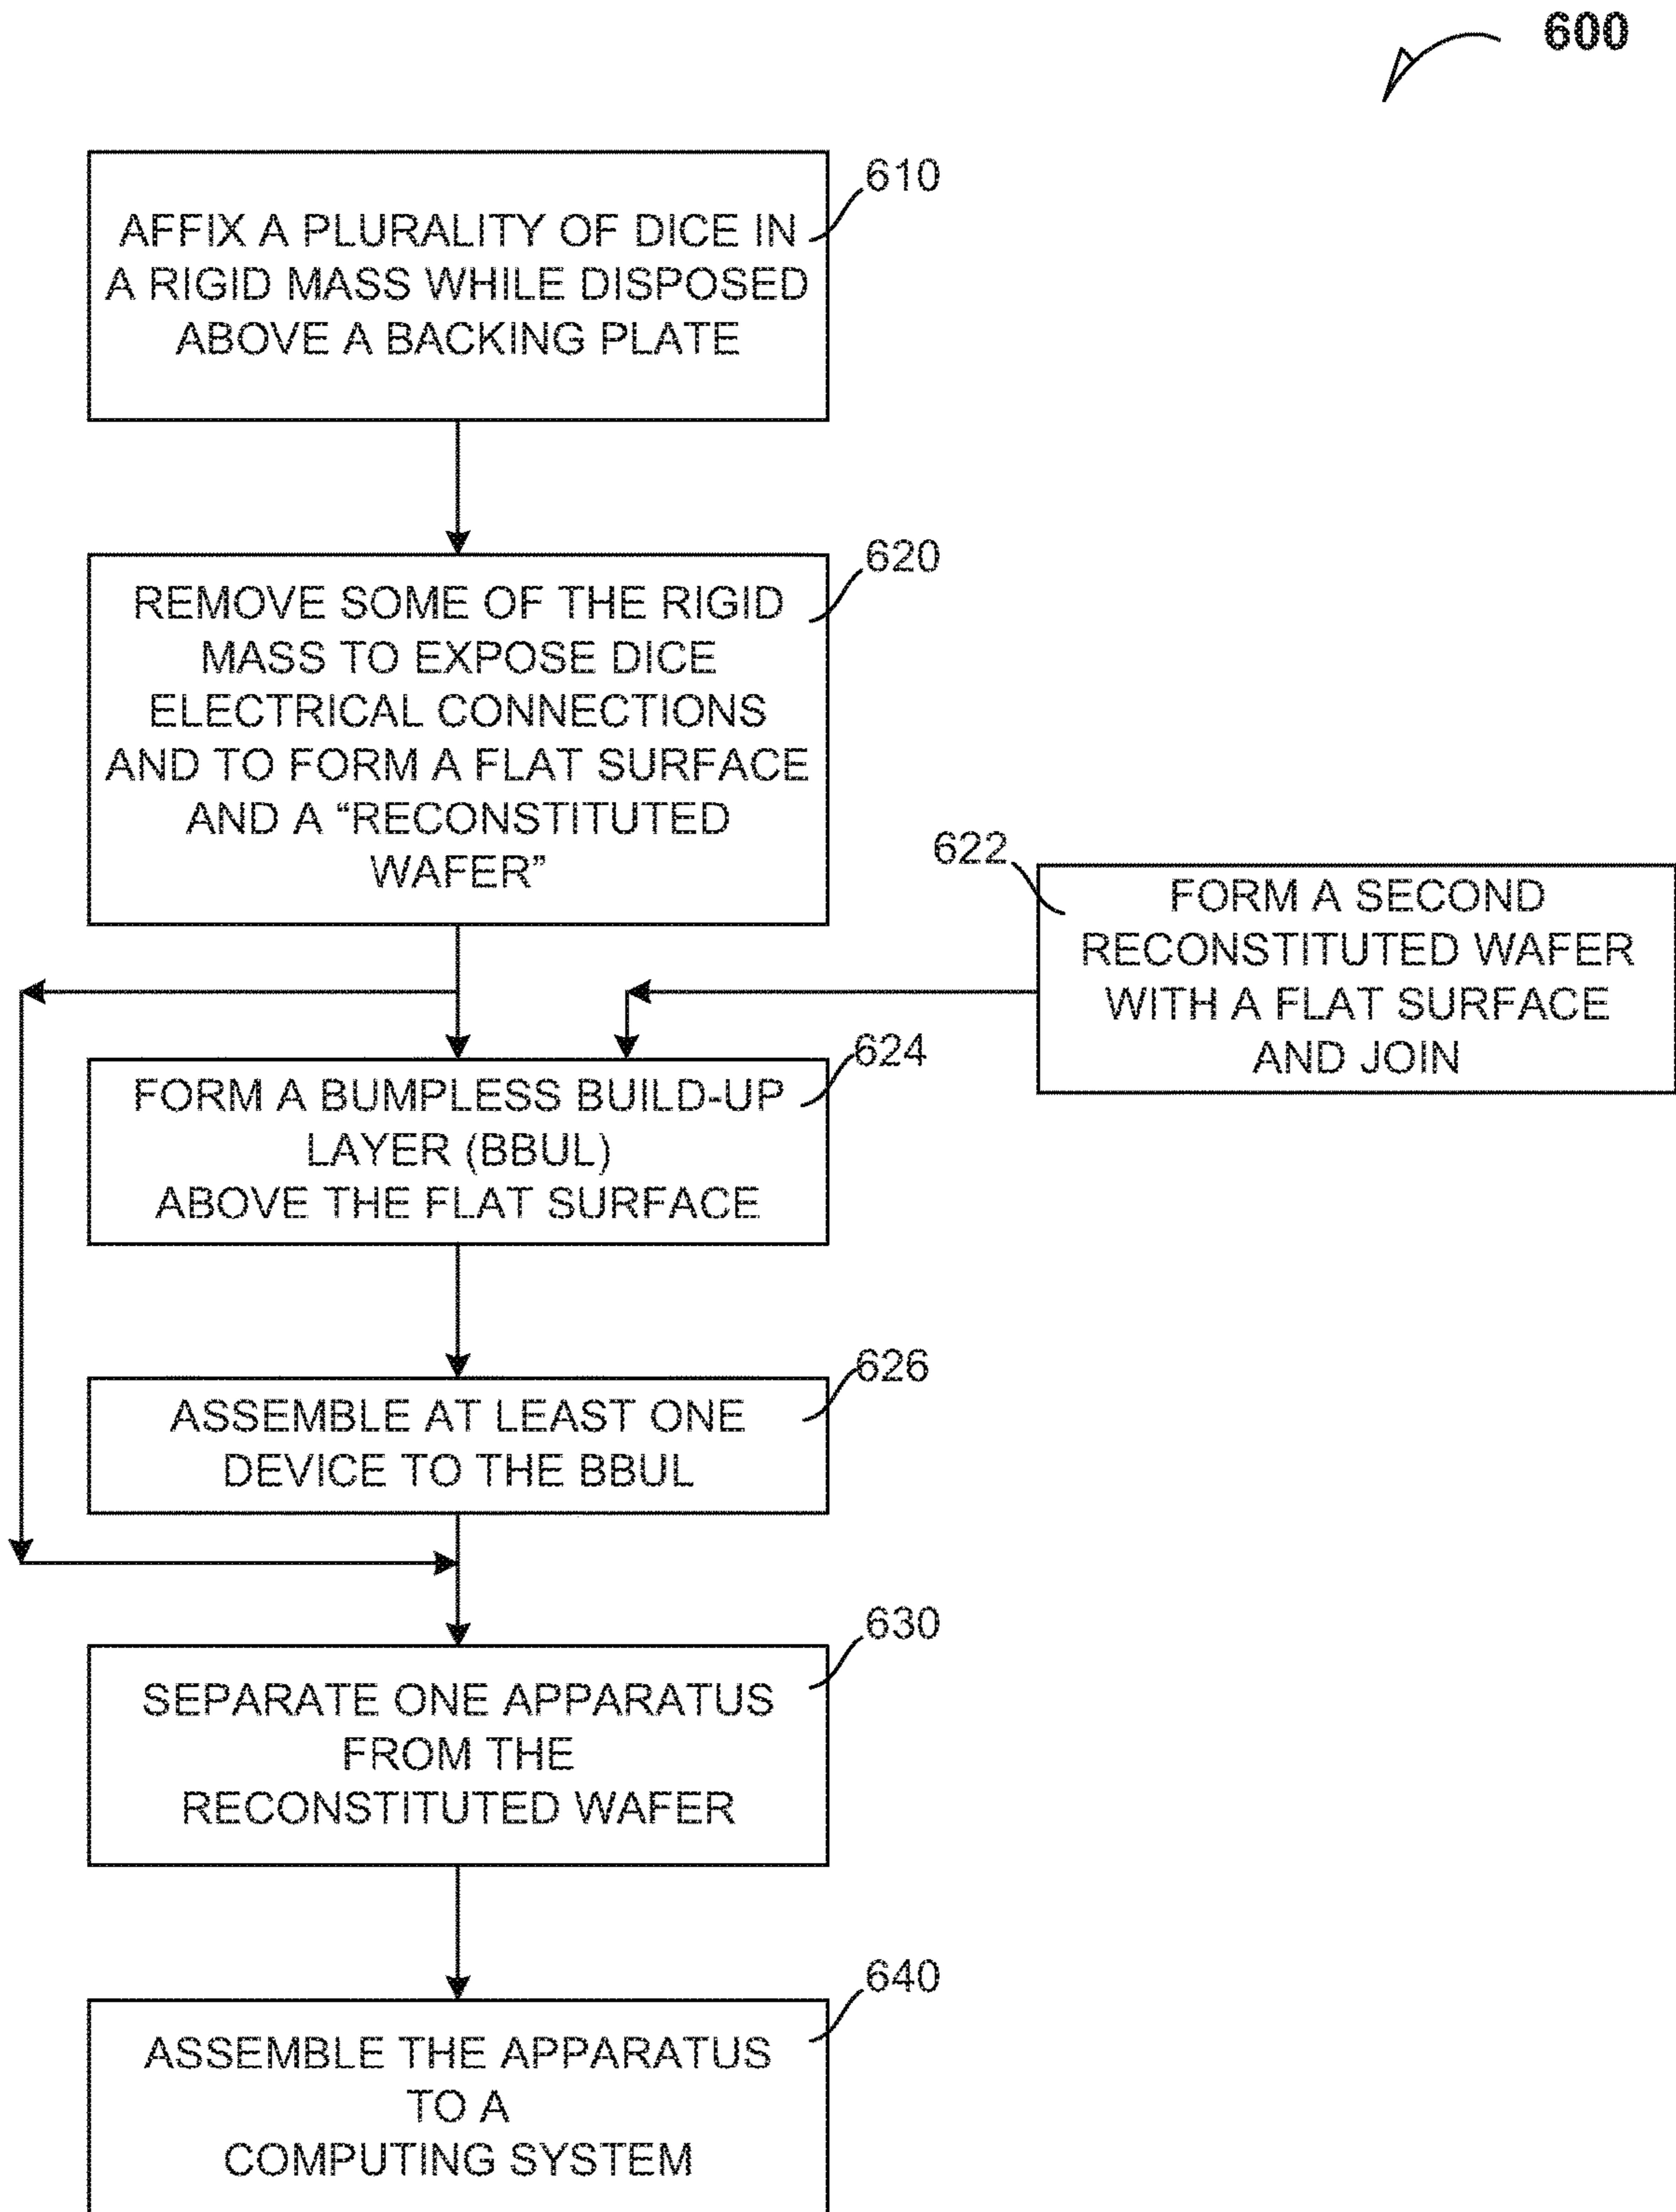 600
610
AFFIX A PLURALITY OF DICE IN
A RIGID MASS WHILE DISPOSED
ABOVE A BACKING PLATE
620
REMOVE SOME OF THE RIGID
MASS TO EXPOSE DICE
ELECTRICAL CONNECTIONS
AND TO FORM A FLAT SURFACE
AND A “RECONSTITUTED
WAFER”
622
FORM A SECOND
RECONSTITUTED WAFER
WITH A FLAT SURFACE
AND JOIN
624
FORM A BUMPLESS BUILD-UP
LAYER (BBUL)
ABOVE THE FLAT SURFACE
626
ASSEMBLE AT LEAST ONE
DEVICE TO THE BBUL
630
SEPARATE ONE APPARATUS
FROM THE
RECONSTITUTED WAFER
640
ASSEMBLE THE APPARATUS
TO A
COMPUTING SYSTEM